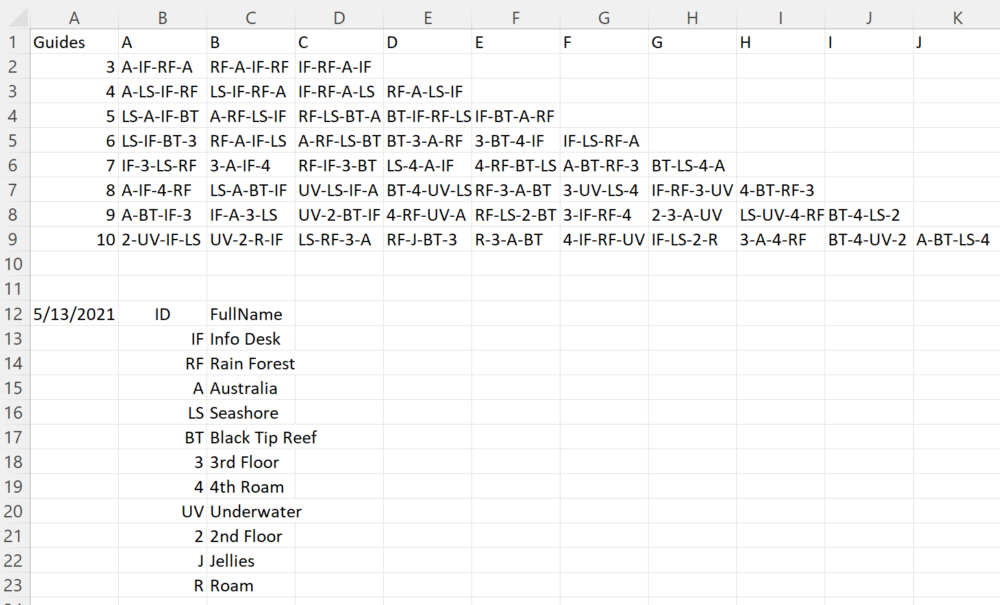 A B C D E F G H I J K
1 Guides A B C D E F G H I J
2 3 A-IF-RF-A RF-A-IF-RF IF-RF-A-IF
3 4 A-LS-IF-RF LS-IF-RF-A IF-RF-A-LS RF-A-LS-IF
4 5 LS-A-IF-BT A-RF-LS-IF RF-LS-BT-A BT-IF-RF-LS IF-BT-A-RF
5 6 LS-IF-BT-3 RF-A-IF-LS A-RF-LS-BT BT-3-A-RF 3-BT-4-IF IF-LS-RF-A
6 7 IF-3-LS-RF 3-A-IF-4 RF-IF-3-BT LS-4-A-IF 4-RF-BT-LS A-BT-RF-3 BT-LS-4-A
7 8 A-IF-4-RF LS-A-BT-IF UV-LS-IF-A BT-4-UV-LS RF-3-A-BT 3-UV-LS-4 IF-RF-3-UV 4-BT-RF-3
8 9 A-BT-IF-3 IF-A-3-LS UV-2-BT-IF 4-RF-UV-A RF-LS-2-BT 3-IF-RF-4 2-3-A-UV LS-UV-4-RF BT-4-LS-2
9 10 2-UV-IF-LS UV-2-R-IF LS-RF-3-A RF-J-BT-3 R-3-A-BT 4-IF-RF-UV IF-LS-2-R 3-A-4-RF BT-4-UV-2 A-BT-LS-4
10
11
12 5/13/2021 ID FullName
13 IF Info Desk
14 RF Rain Forest
15 A Australia
16 LS Seashore
17 BT Black Tip Reef
18 3 3rd Floor
19 4 4th Roam
20 UV Underwater
21 2 2nd Floor
22 J Jellies
23 R Roam